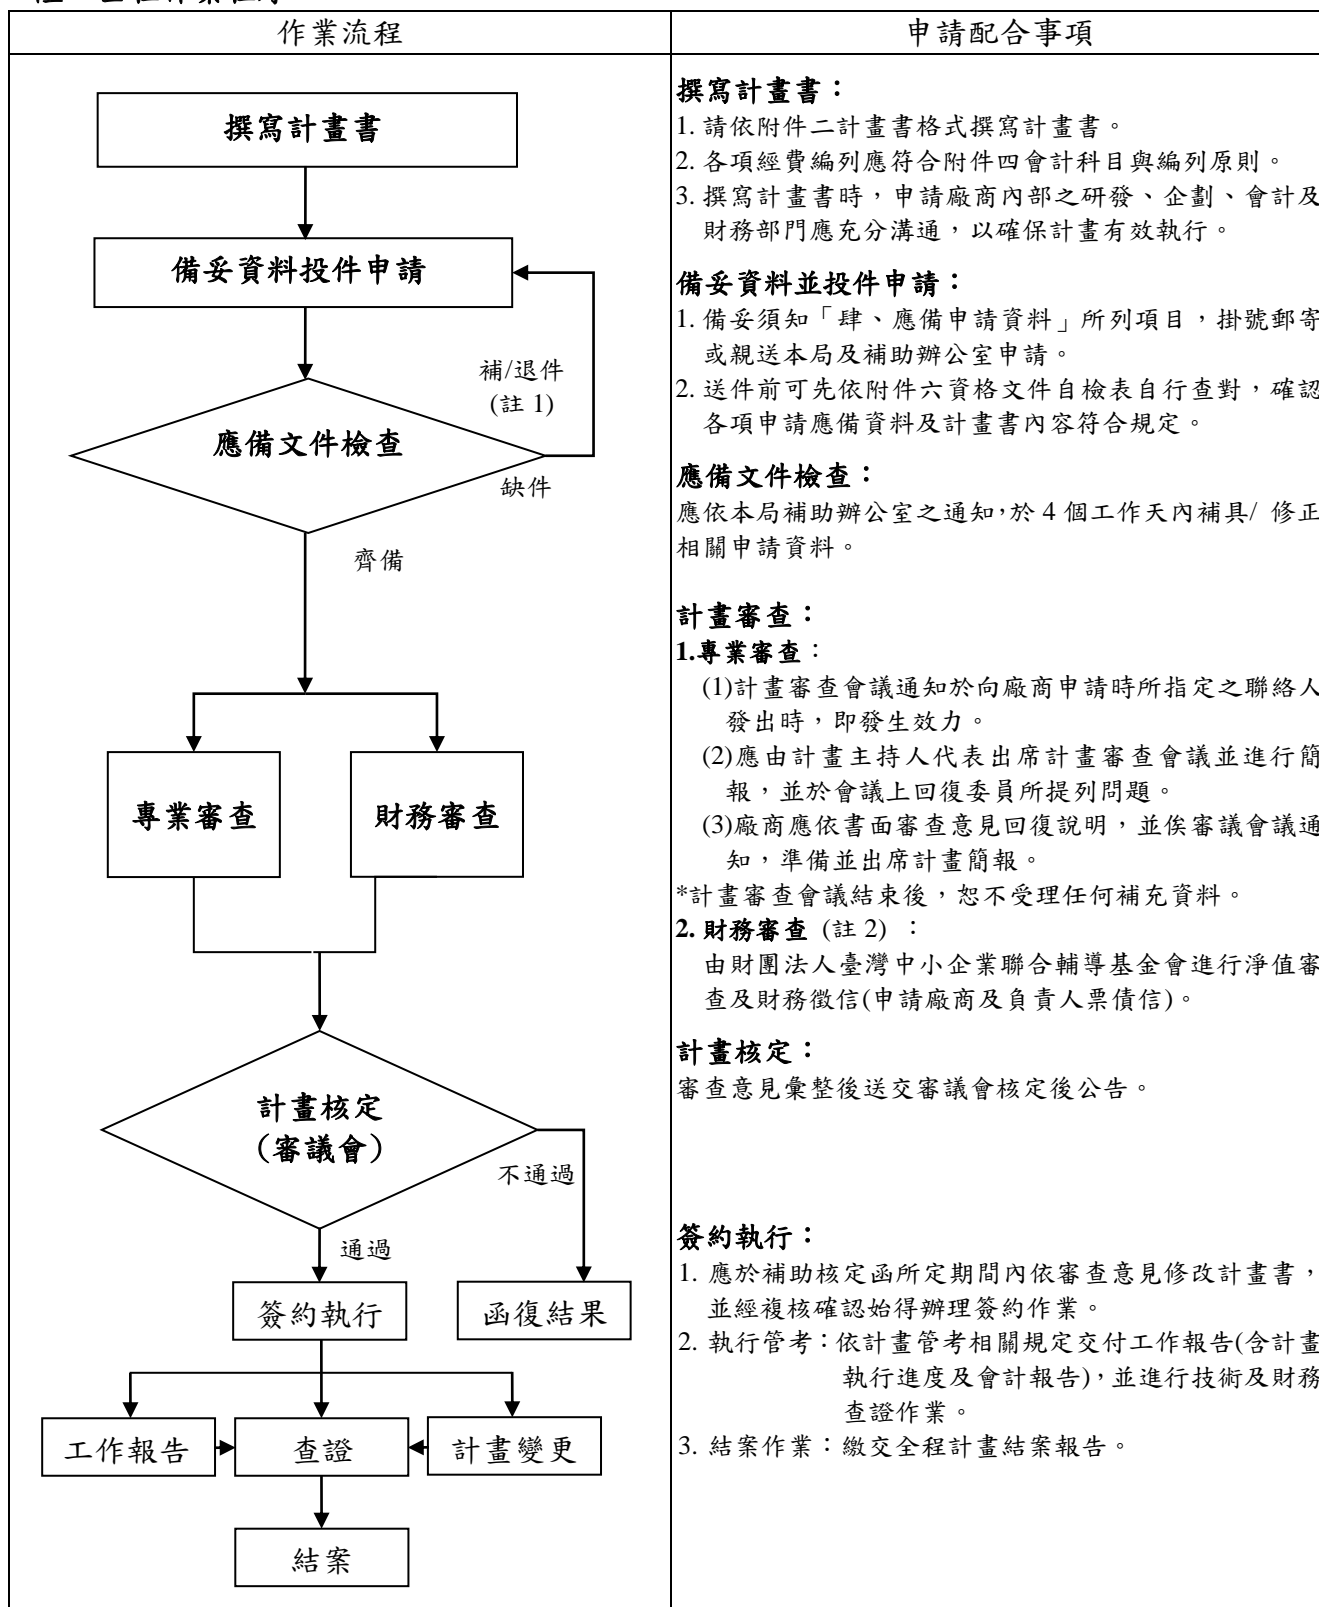 作業流程
申請配合事項
撰寫計畫書
備妥資料投件申請
補/退件
(註 1)
應備文件檢查
缺件
齊備
專業審查
財務審查
計畫核定
(審議會)
不通過
通過
簽約執行
函復結果
工作報告
查證
計畫變更
結案
撰寫計畫書：
1. 請依附件二計畫書格式撰寫計畫書。
2. 各項經費編列應符合附件四會計科目與編列原則。
3. 撰寫計畫書時，申請廠商內部之研發、企劃、會計及
財務部門應充分溝通，以確保計畫有效執行。
備妥資料並投件申請：
1. 備妥須知「肆、應備申請資料」所列項目，掛號郵寄
或親送本局及補助辦公室申請。
2. 送件前可先依附件六資格文件自檢表自行查對，確認
各項申請應備資料及計畫書內容符合規定。
應備文件檢查：
應依本局補助辦公室之通知，於 4 個工作天內補具/ 修正
相關申請資料。
計畫審查：
1.專業審查：
(1)計畫審查會議通知於向廠商申請時所指定之聯絡人
發出時，即發生效力。
(2)應由計畫主持人代表出席計畫審查會議並進行簡
報，並於會議上回復委員所提列問題。
(3)廠商應依書面審查意見回復說明，並俟審議會議通
知，準備並出席計畫簡報。
*計畫審查會議結束後，恕不受理任何補充資料。
2. 財務審查 (註 2) ：
由財團法人臺灣中小企業聯合輔導基金會進行淨值審
查及財務徵信(申請廠商及負責人票債信)。
計畫核定：
審查意見彙整後送交審議會核定後公告。
簽約執行：
1. 應於補助核定函所定期間內依審查意見修改計畫書，
並經複核確認始得辦理簽約作業。
2. 執行管考：依計畫管考相關規定交付工作報告(含計畫
執行進度及會計報告)，並進行技術及財務
查證作業。
3. 結案作業：繳交全程計畫結案報告。